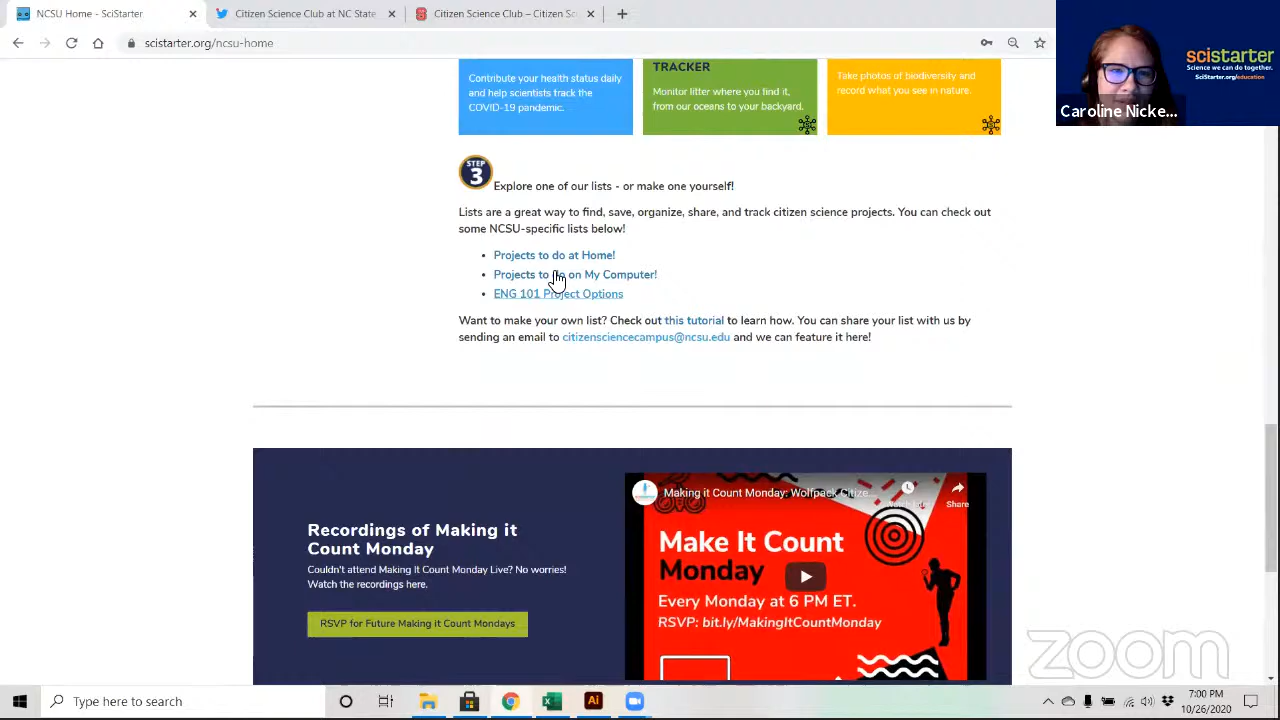 NCSU - SciStarter
Citizen Science Club at NC State
Citizen Science Club - Citizen Sc
scistarter.org/ncsu-home
scistarter
Science we can do together.
SciStarter.org/education
Caroline Nicke...
Contribute your health status daily
and help scientists track the
COVID-19 pandemic.
TRACKER
Monitor litter where you find it,
from our oceans to your backyard.
Take photos of biodiversity and
record what you see in nature.
STEP
3
Explore one of our lists - or make one yourself!
Lists are a great way to find, save, organize, share, and track citizen science projects. You can check out
some NCSU-specific lists below!
• Projects to do at Home!
• Projects to do on My Computer!
• ENG 101 Project Options
Want to make your own list? Check out this tutorial to learn how. You can share your list with us by
sending an email to citizensciencecampus@ncsu.edu and we can feature it here!
Recordings of Making it
Count Monday
Couldn't attend Making It Count Monday Live? No worries!
Watch the recordings here.
RSVP for Future Making it Count Mondays
Making it Count Monday: Wolfpack Citize...
Share
Make It Count
Monday
Every Monday at 6 PM ET.
RSVP: bit.ly/MakingItCountMonday
zoom
Type here to search
7:00 PM
10/26/2020